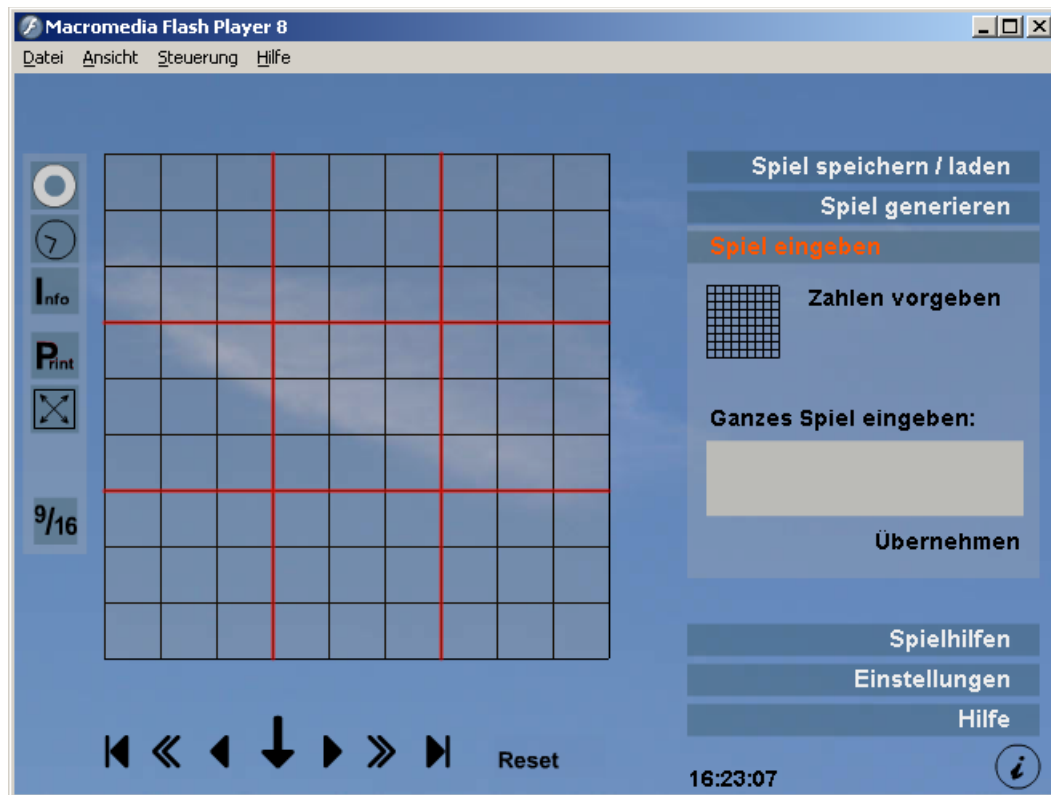 Macromedia Flash Player 8
Datei Ansicht Steuerung Hilfe
Info
Print
9/16
Spiel speichern / laden
Spiel generieren
Spiel eingeben
Zahlen vorgeben
Ganzes Spiel eingeben:
Übernehmen
Spielhilfen
Einstellungen
Hilfe
Reset
16:23:07
i